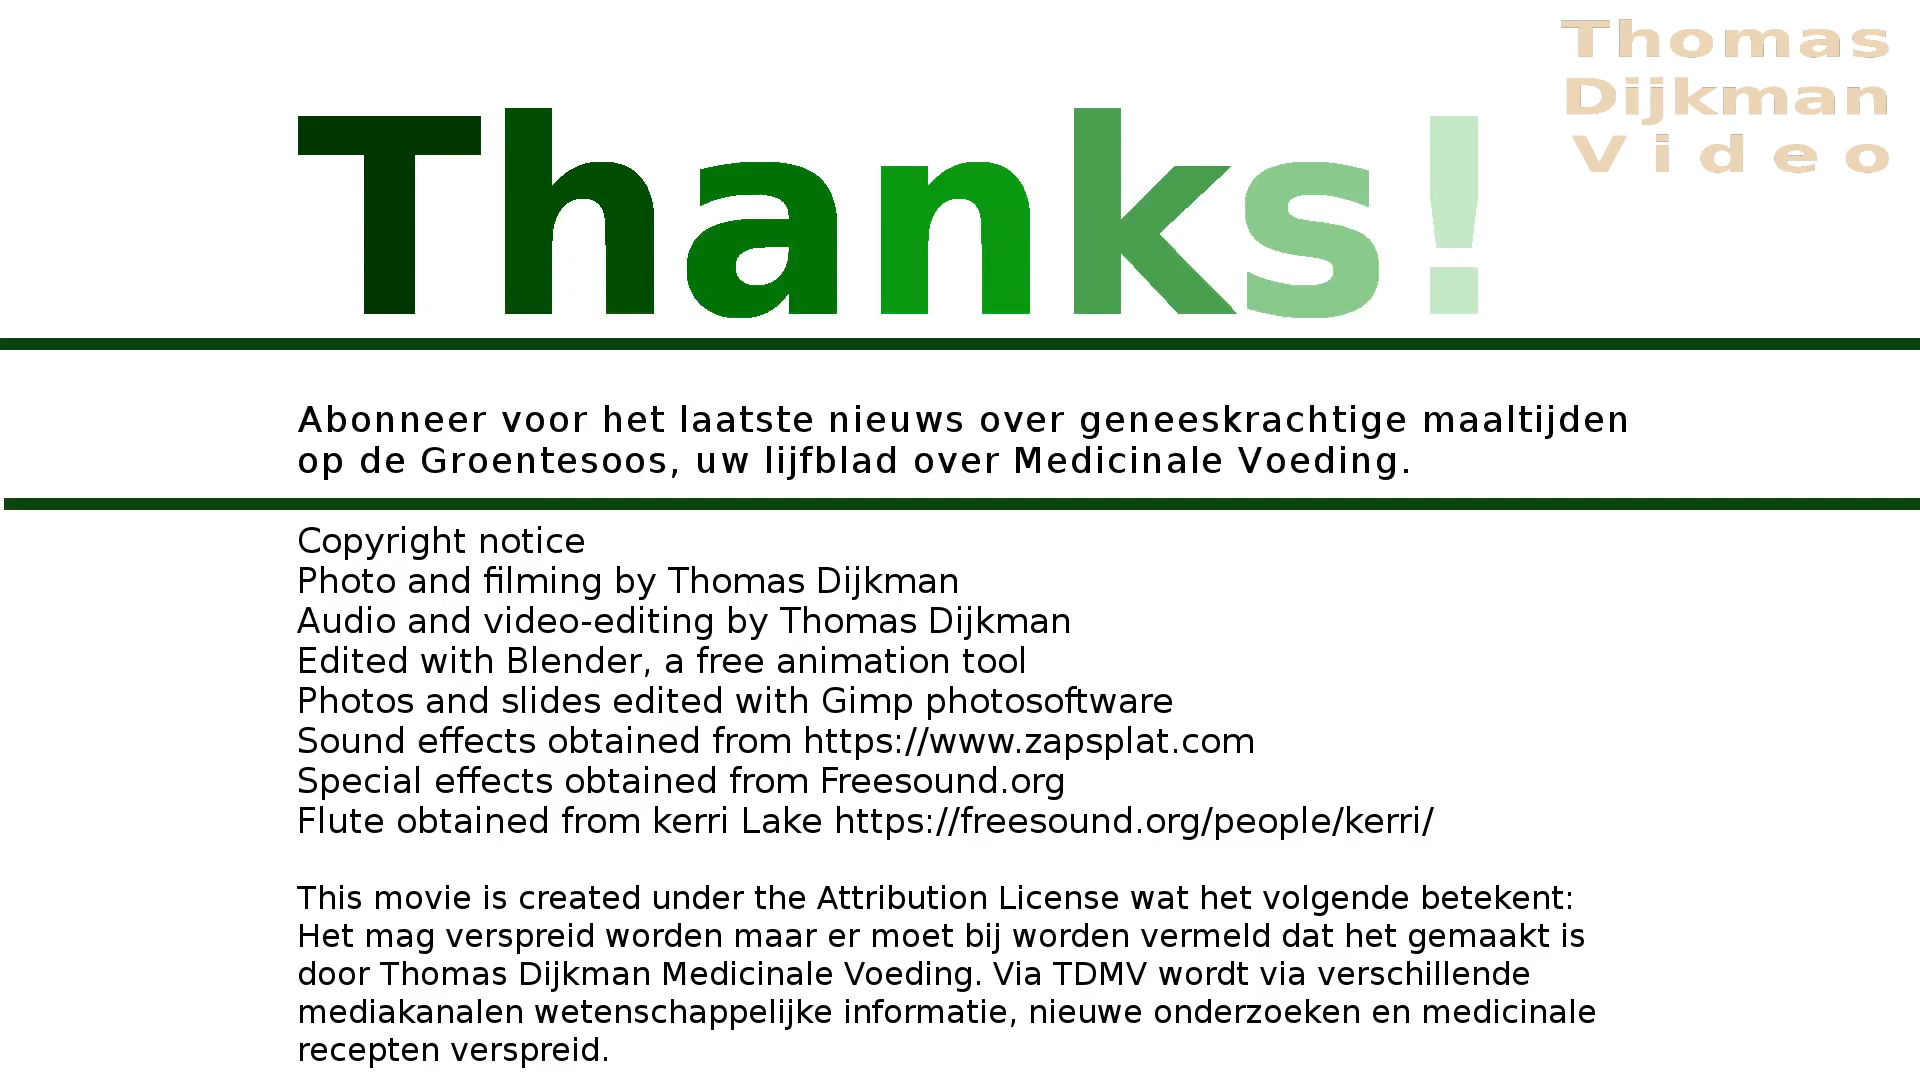 Thomas
Dijkman
Video
Thanks!
Abonneer voor het laatste nieuws over geneeskrachtige maaltijden
op de Groentesoos, uw lijfblad over Medicinale Voeding.
Copyright notice
Photo and filming by Thomas Dijkman
Audio and video-editing by Thomas Dijkman
Edited with Blender, a free animation tool
Photos and slides edited with Gimp photosoftware
Sound effects obtained from https://www.zapsplat.com
Special effects obtained from Freesound.org
Flute obtained from kerri Lake https://freesound.org/people/kerri/
This movie is created under the Attribution License wat het volgende betekent:
Het mag verspreid worden maar er moet bij worden vermeld dat het gemaakt is
door Thomas Dijkman Medicinale Voeding. Via TDMV wordt via verschillende
mediakanalen wetenschappelijke informatie, nieuwe onderzoeken en medicinale
recepten verspreid.